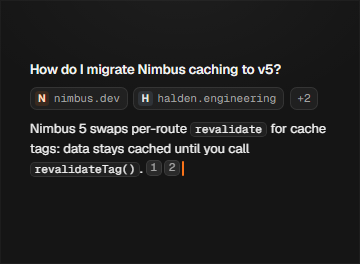 How do I migrate Nimbus caching to v5?
N nimbus.dev H halden.engineering +2
Nimbus 5 swaps per-route revalidate for cache
tags: data stays cached until you call
revalidateTag(). 1 2